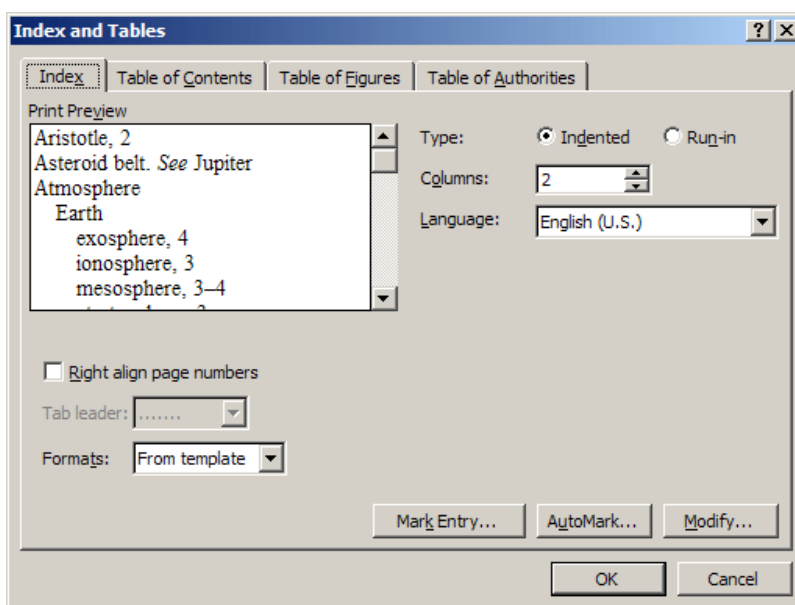 Index and Tables
Index Table of Contents Table of Figures Table of Authorities
Print Preview
Aristotle, 2
Asteroid belt. See Jupiter
Atmosphere
Earth
exosphere, 4
ionosphere, 3
mesosphere, 3–4
Type: Indented Run-in
Columns: 2
Language: English (U.S.)
Right align page numbers
Tab leader: .......
Formats: From template
Mark Entry... AutoMark... Modify...
OK Cancel